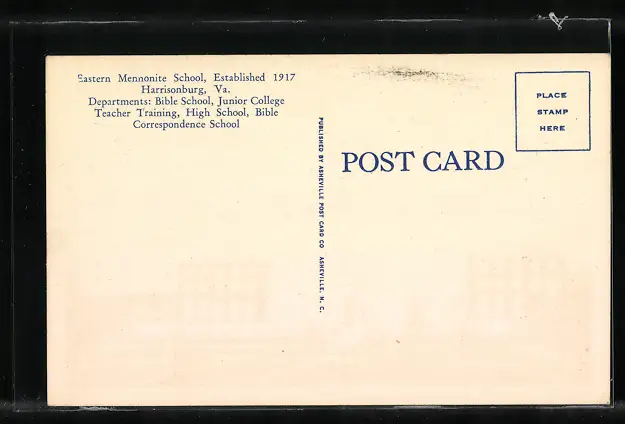 Eastern Mennonite School, Established 1917
Harrisonburg, Va.
Departments: Bible School, Junior College
Teacher Training, High School, Bible
Correspondence School
PUBLISHED BY ASHEVILLE POST CARD CO ASHEVILLE, N. C.
POST CARD
PLACE
STAMP
HERE